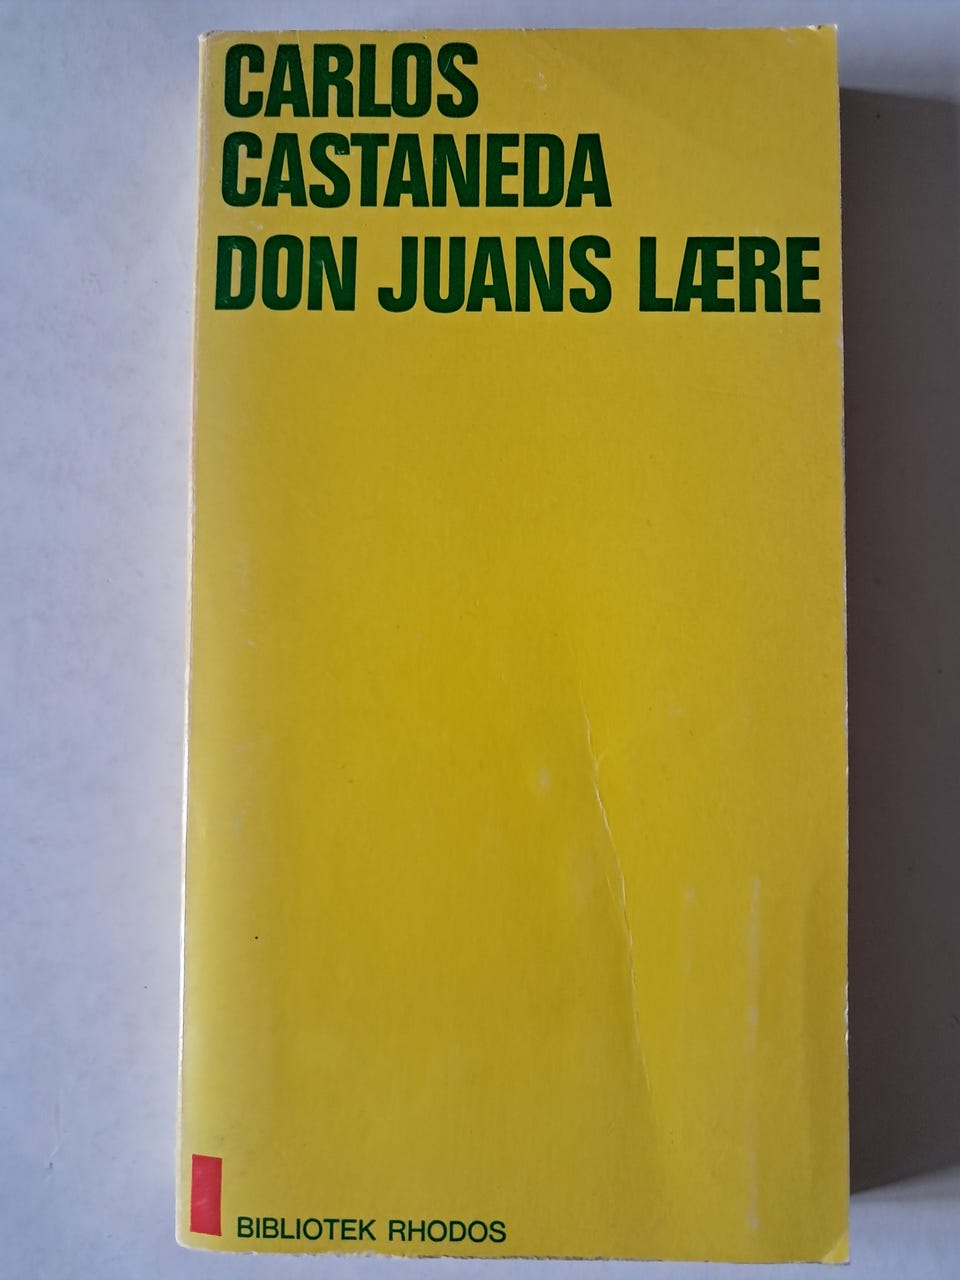 CARLOS
CASTANEDA
DON JUANS LÆRE
BIBLIOTEK RHODOS